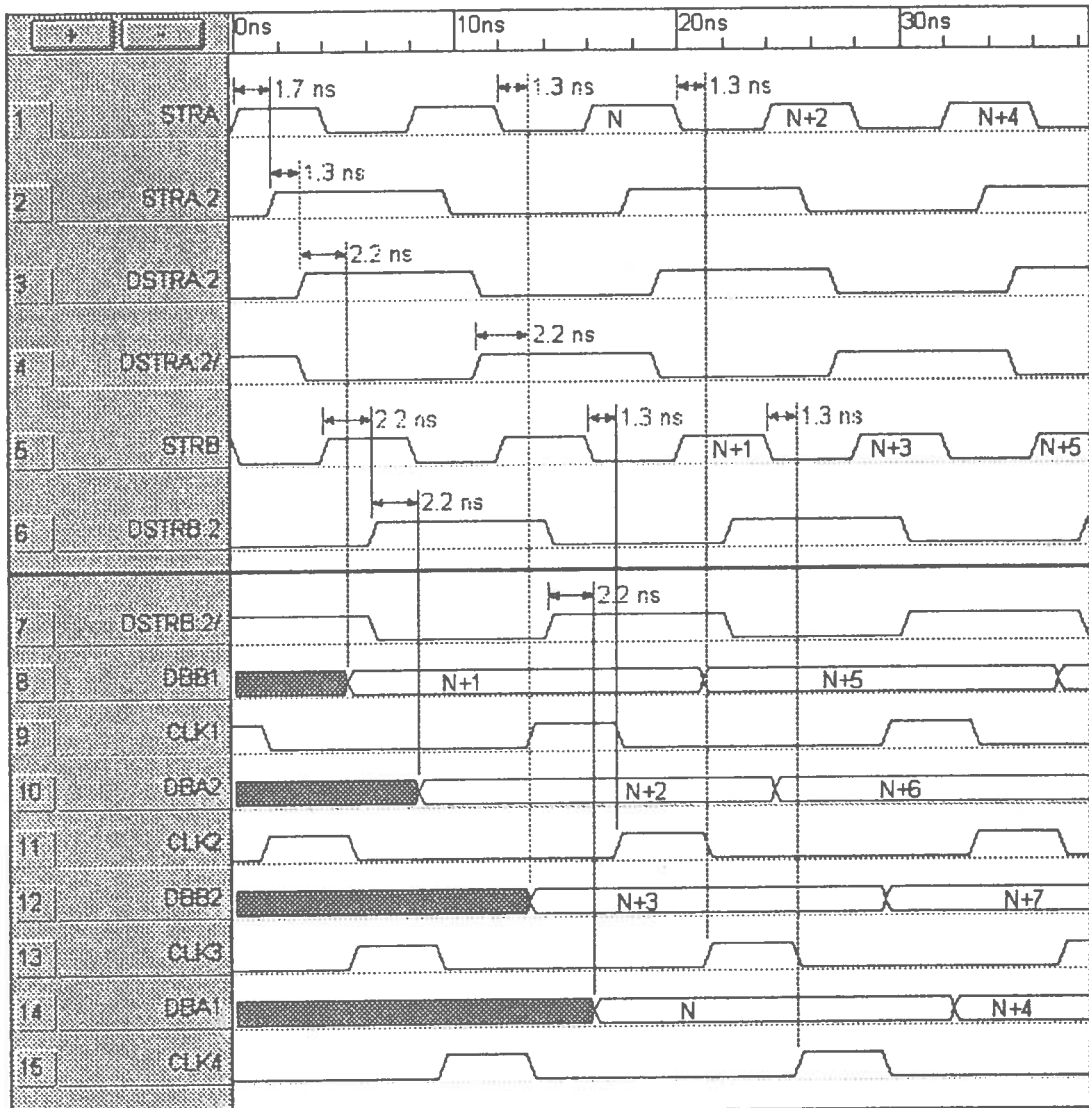 + - 0ns 10ns 20ns 30ns
1.7 ns 1.3 ns 1.3 ns
1 STRA N N+2 N+4
1.3 ns
2 STRA.2
2.2 ns
3 DSTRA.2
2.2 ns
4 DSTRA.2/
2.2 ns 1.3 ns 1.3 ns
5 STRB N+1 N+3 N+5
2.2 ns
6 DSTRB.2
2.2 ns
7 DSTRB.2/
8 DBB1 N+1 N+5
9 CLK1
10 DBA2 N+2 N+6
11 CLK2
12 DBB2 N+3 N+7
13 CLK3
14 DBA1 N N+4
15 CLK4